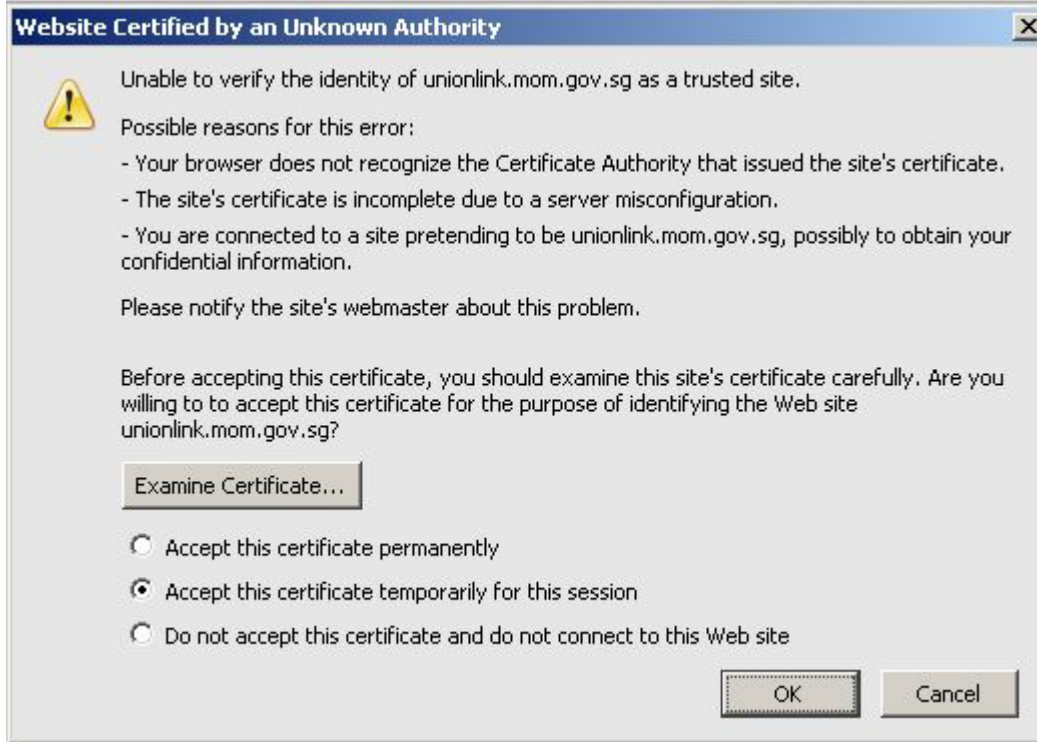 Website Certified by an Unknown Authority
Unable to verify the identity of unionlink.mom.gov.sg as a trusted site.
Possible reasons for this error:
- Your browser does not recognize the Certificate Authority that issued the site's certificate.
- The site's certificate is incomplete due to a server misconfiguration.
- You are connected to a site pretending to be unionlink.mom.gov.sg, possibly to obtain your
confidential information.
Please notify the site's webmaster about this problem.
Before accepting this certificate, you should examine this site's certificate carefully. Are you
willing to to accept this certificate for the purpose of identifying the Web site
unionlink.mom.gov.sg?
Examine Certificate...
Accept this certificate permanently
Accept this certificate temporarily for this session
Do not accept this certificate and do not connect to this Web site
OK Cancel